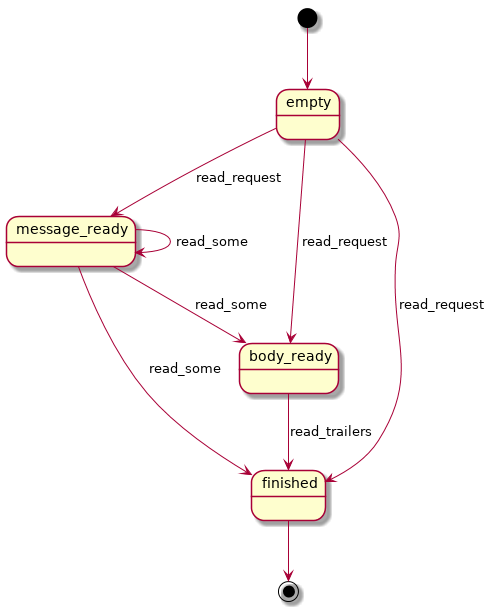 empty
read_request
message_ready
read_some
read_request
read_some
read_request
body_ready
read_some
read_trailers
finished